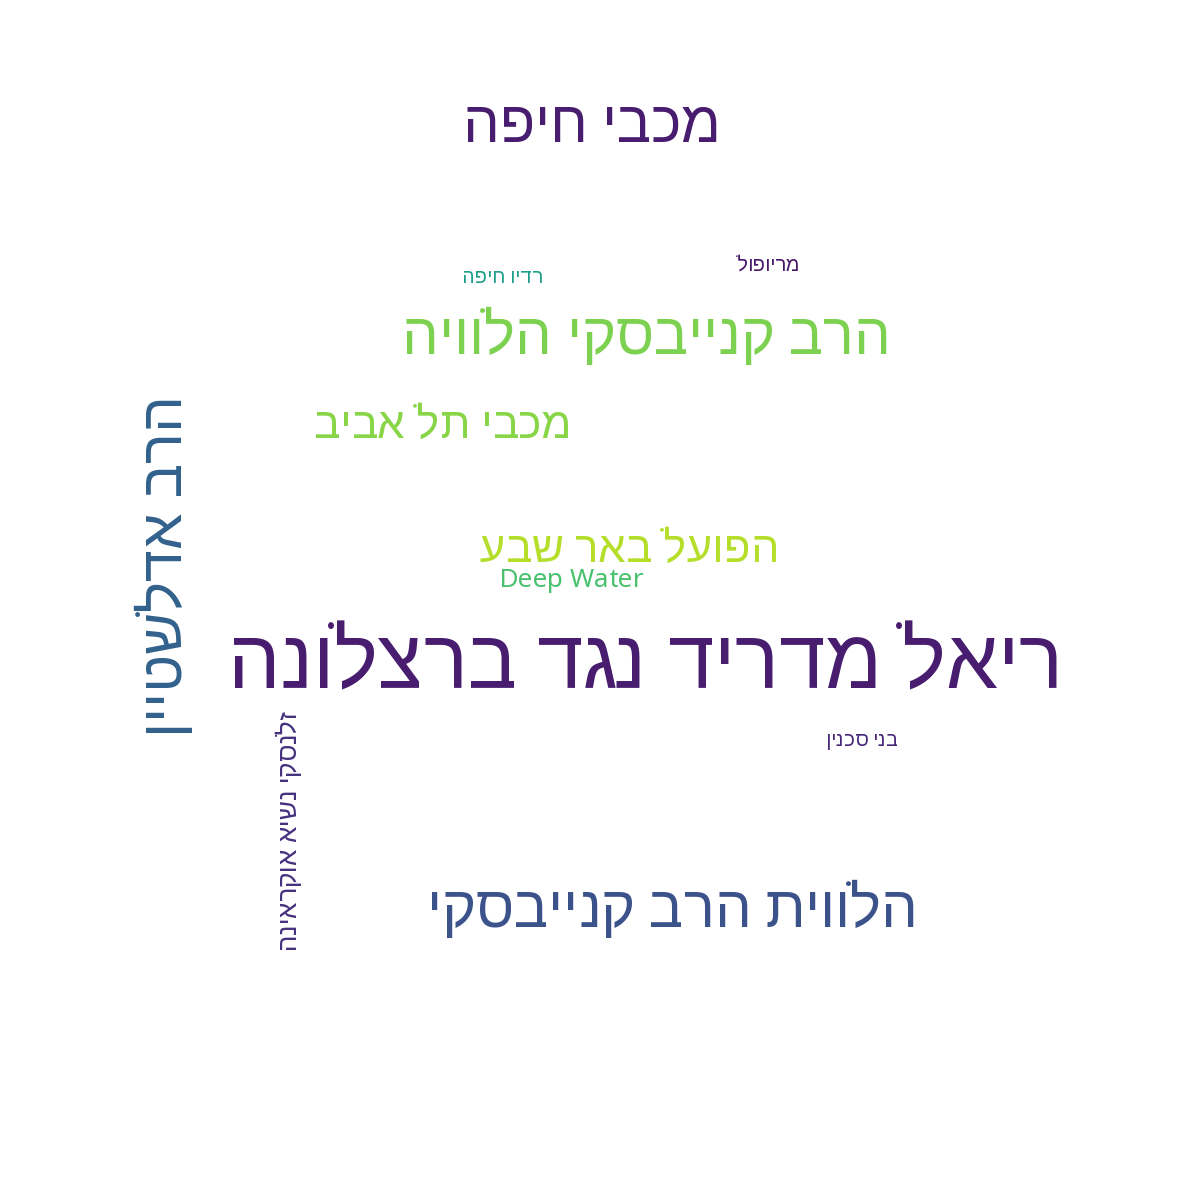 מכבי חיפה
מריופול
רדיו חיפה
הרב קנייבסקי הלוויה
מכבי תל אביב
הרב אדלשטיין
הפועל באר שבע
Deep Water
ריאל מדריד נגד ברצלונה
בני סכנין
זלנסקי נשיא אוקראינה
הלווית הרב קנייבסקי